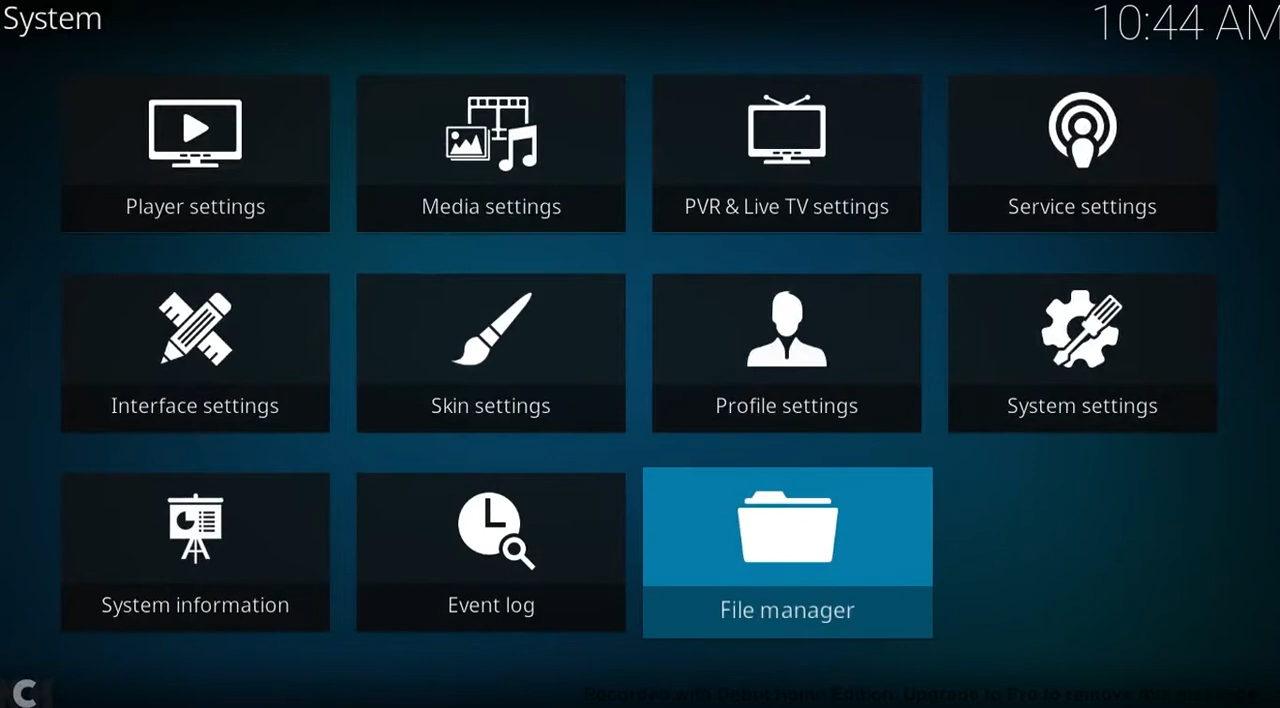 System
10:44 AM
Player settings
Media settings
PVR & Live TV settings
Service settings
Interface settings
Skin settings
Profile settings
System settings
System information
Event log
File manager
C